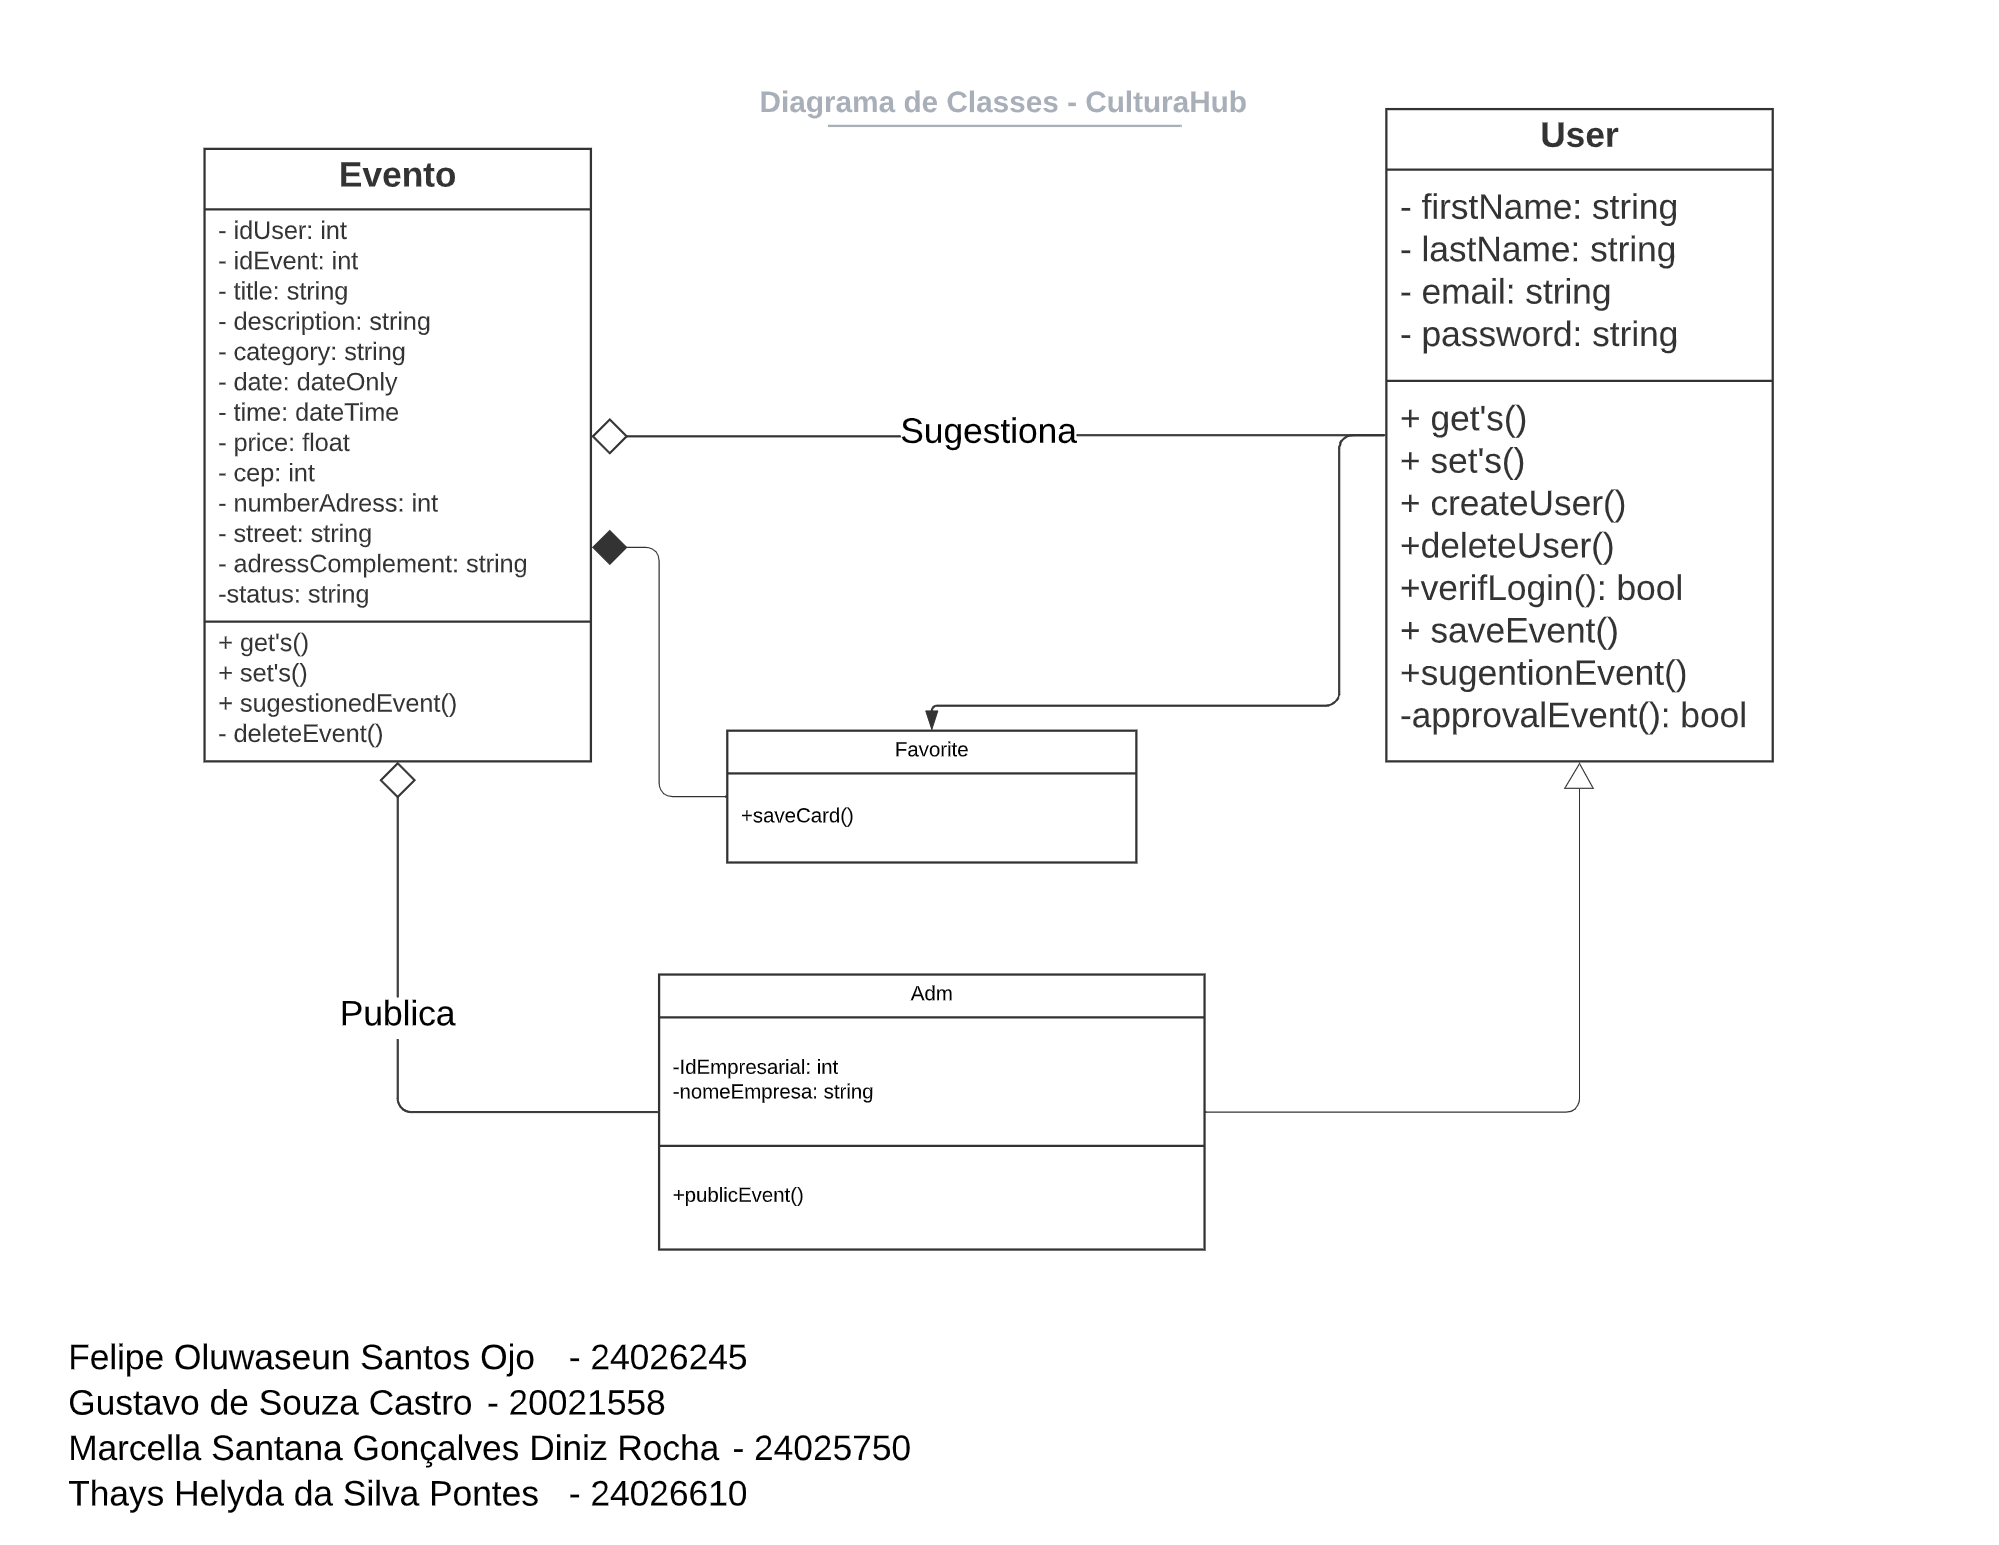 Diagrama de Classes - CulturaHub
Evento
- idUser: int
- idEvent: int
- title: string
- description: string
- category: string
- date: dateOnly
- time: dateTime
- price: float
- cep: int
- numberAdress: int
- street: string
- adressComplement: string
-status: string
+ get's()
+ set's()
+ sugestionedEvent()
- deleteEvent()
Sugestiona
User
- firstName: string
- lastName: string
- email: string
- password: string
+ get's()
+ set's()
+ createUser()
+deleteUser()
+verifLogin(): bool
+ saveEvent()
+sugentionEvent()
-approvalEvent(): bool
Favorite
+saveCard()
Publica
Adm
-IdEmpresarial: int
-nomeEmpresa: string
+publicEvent()
Felipe Oluwaseun Santos Ojo - 24026245
Gustavo de Souza Castro - 20021558
Marcella Santana Gonçalves Diniz Rocha - 24025750
Thays Helyda da Silva Pontes - 24026610